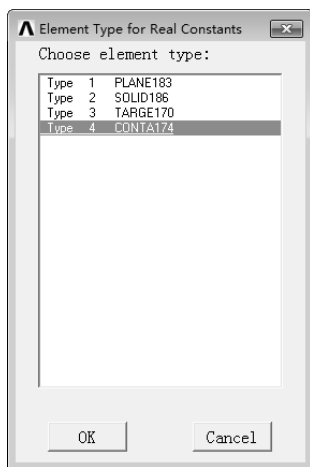 Element Type for Real Constants
Choose element type:
Type 1 PLANE183
Type 2 SOLID186
Type 3 TARGE170
Type 4 CONTA174
OK Cancel